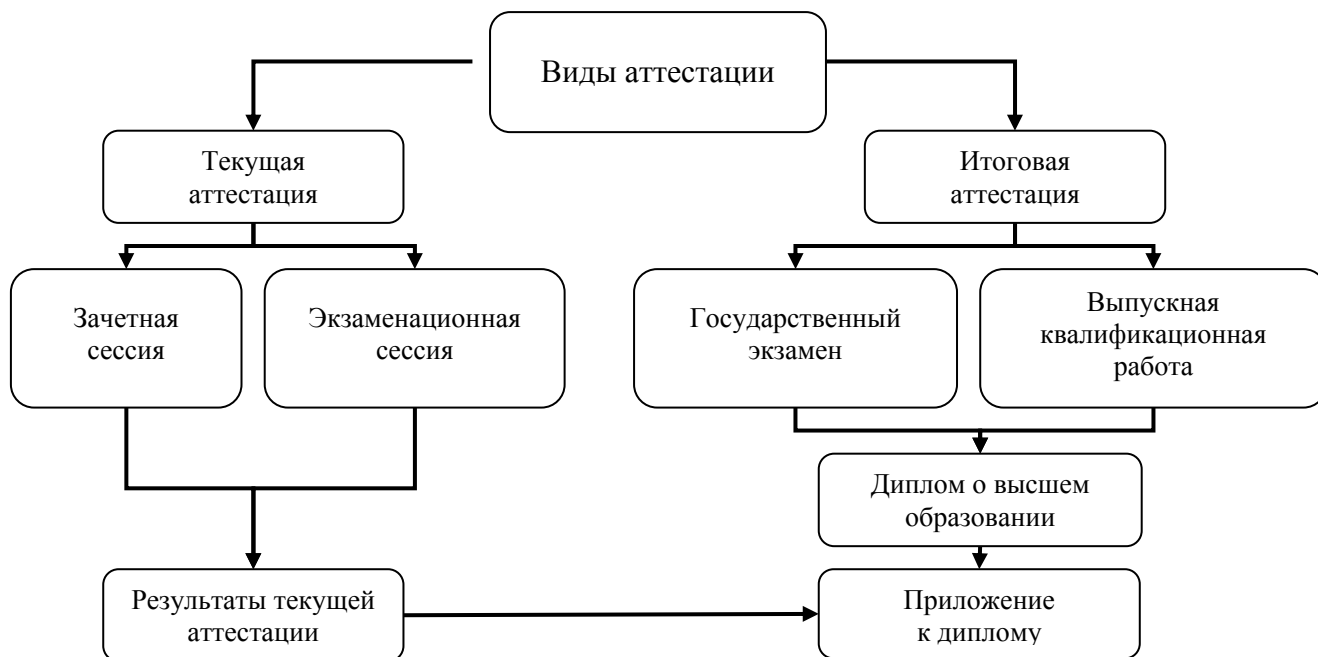 Виды аттестации
Текущая
аттестация
Итоговая
аттестация
Зачетная
сессия
Экзаменационная
сессия
Государственный
экзамен
Выпускная
квалификационная
работа
Диплом о высшем
образовании
Результаты текущей
аттестации
Приложение
к диплому